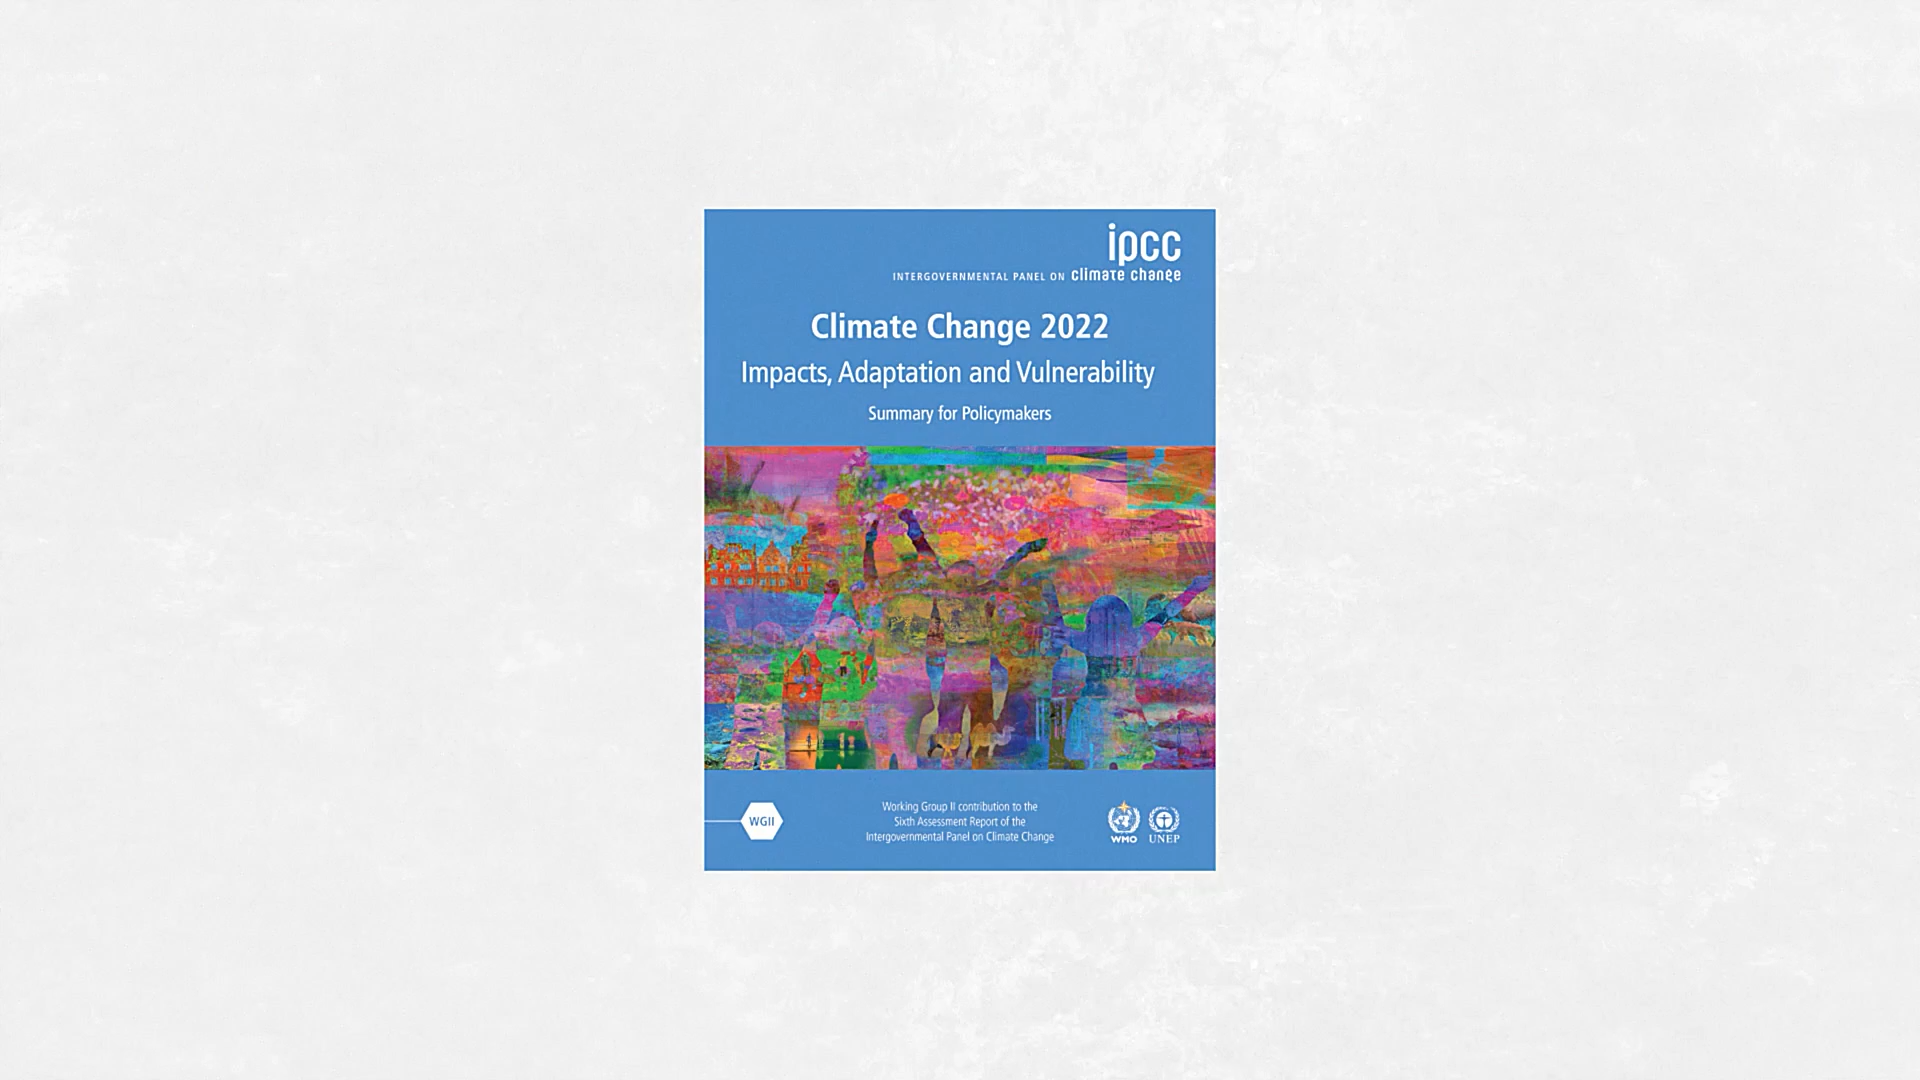 ipcc
INTERGOVERNMENTAL PANEL ON climate change
Climate Change 2022
Impacts, Adaptation and Vulnerability
Summary for Policymakers
WGII
Working Group II contribution to the
Sixth Assessment Report of the
Intergovernmental Panel on Climate Change
WMO
UNEP